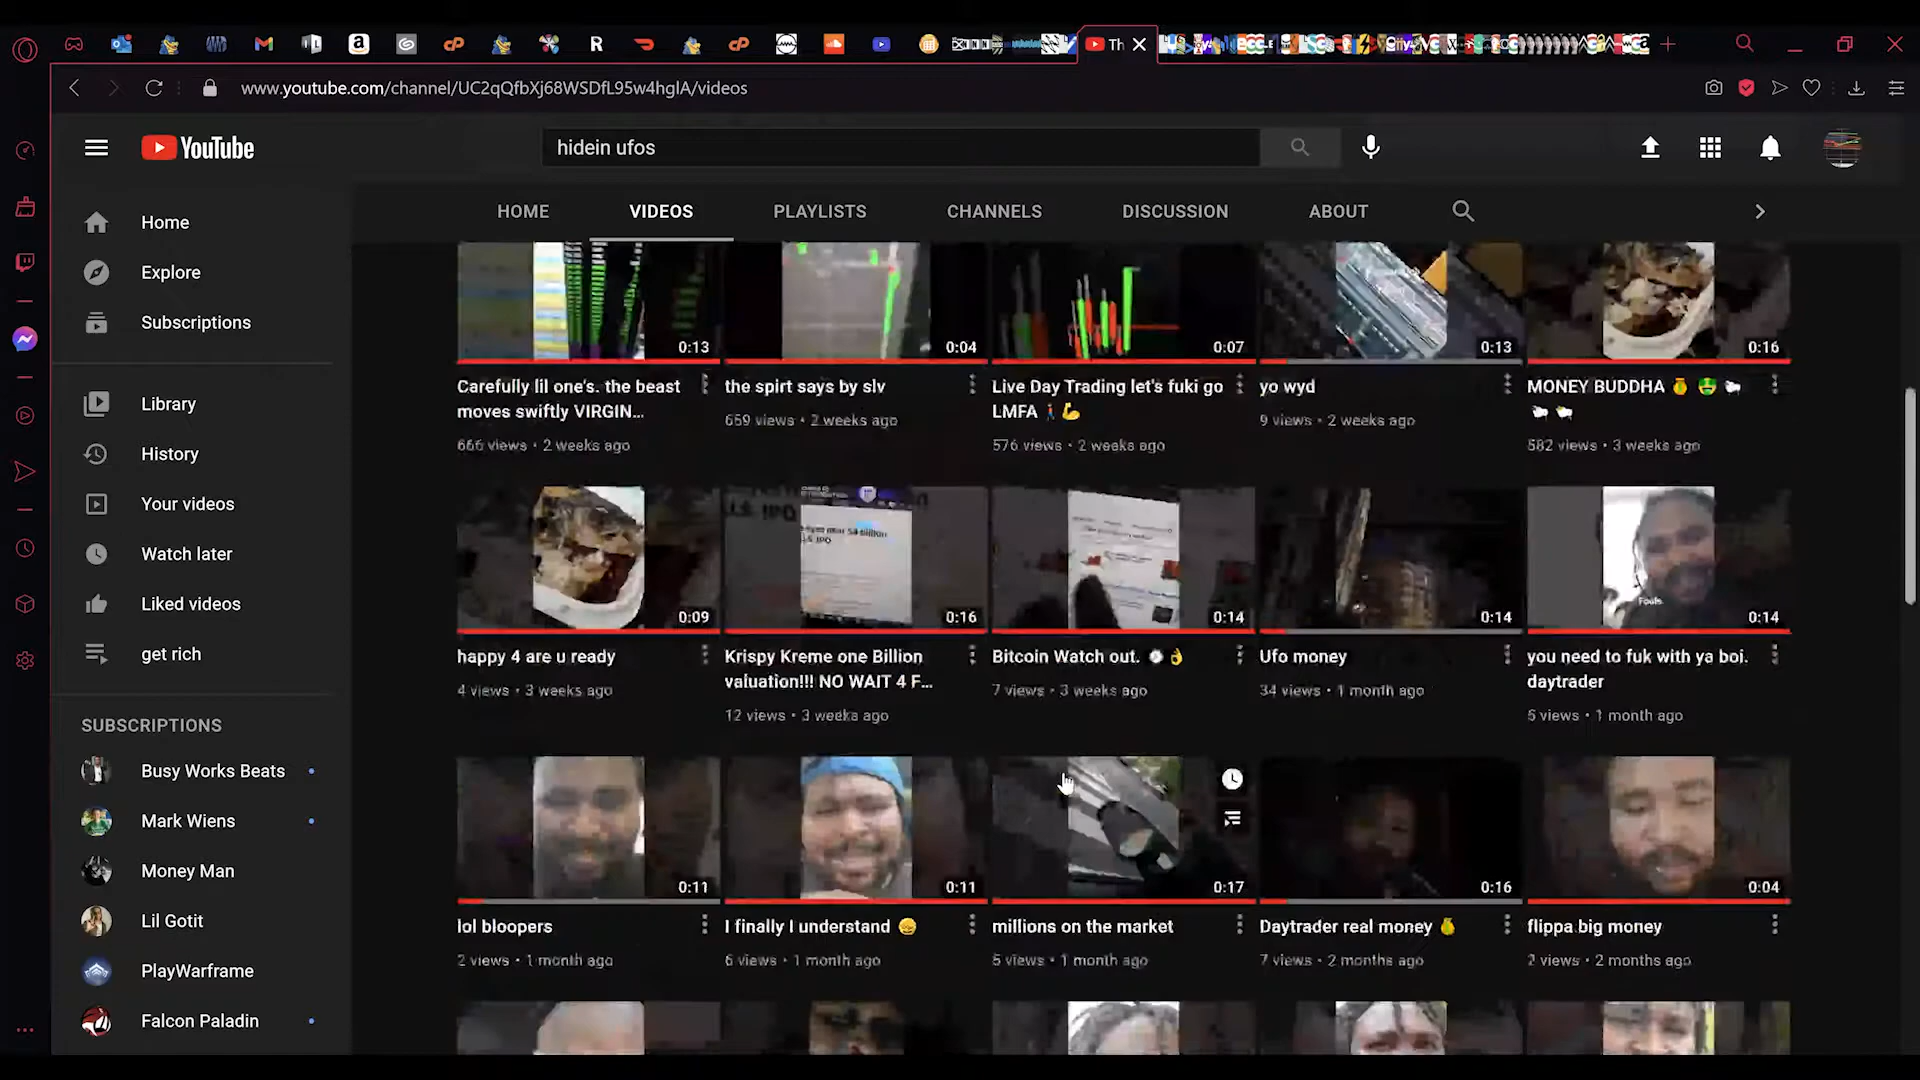 Th
www.youtube.com/channel/UC2qQfbXj68WSDfL95w4hglA/videos
YouTube
hidein ufos
HOME
VIDEOS
PLAYLISTS
CHANNELS
DISCUSSION
ABOUT
Home
Explore
Subscriptions
Library
History
Your videos
Watch later
Liked videos
get rich
SUBSCRIPTIONS
Busy Works Beats
Mark Wiens
Money Man
Lil Gotit
PlayWarframe
Falcon Paladin
0:13
Carefully lil one's. the beast
moves swiftly VIRGIN...
666 views • 2 weeks ago
0:04
the spirt says by slv
659 views • 2 weeks ago
0:07
Live Day Trading let's fuki go
LMFA 🚶💪
576 views • 2 weeks ago
0:13
yo wyd
9 views • 2 weeks ago
0:16
MONEY BUDDHA 💰 🤑 🐑
🐑 🐑
582 views • 3 weeks ago
0:09
happy 4 are u ready
4 views • 3 weeks ago
0:16
Krispy Kreme one Billion
valuation!!! NO WAIT 4 F...
12 views • 3 weeks ago
0:14
Bitcoin Watch out. 👌
7 views • 3 weeks ago
0:14
Ufo money
34 views • 1 month ago
Fools
0:14
you need to fuk with ya boi.
daytrader
5 views • 1 month ago
0:11
lol bloopers
2 views • 1 month ago
0:11
I finally I understand 😄
6 views • 1 month ago
0:17
millions on the market
5 views • 1 month ago
0:16
Daytrader real money 💰
7 views • 2 months ago
0:04
flippa.big money
2 views • 2 months ago